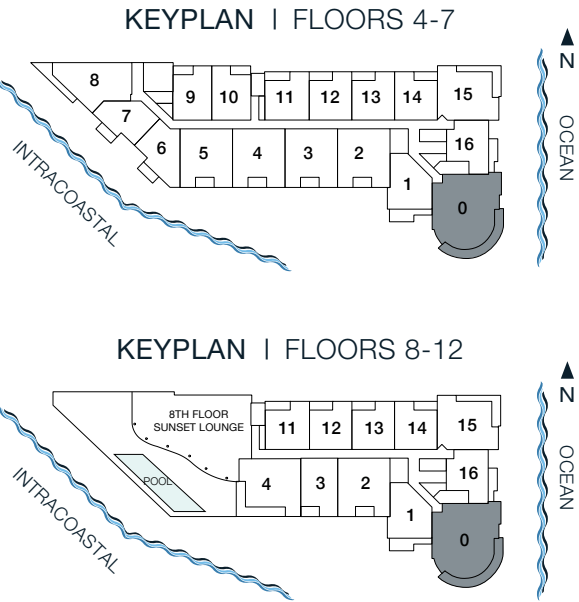 KEYPLAN | FLOORS 4-7
N
8
9
10
11
12
13
14
15
7
6
5
4
3
2
16
1
0
INTRACOASTAL
OCEAN
KEYPLAN | FLOORS 8-12
N
8TH FLOOR
SUNSET LOUNGE
11
12
13
14
15
POOL
4
3
2
16
1
0
INTRACOASTAL
OCEAN